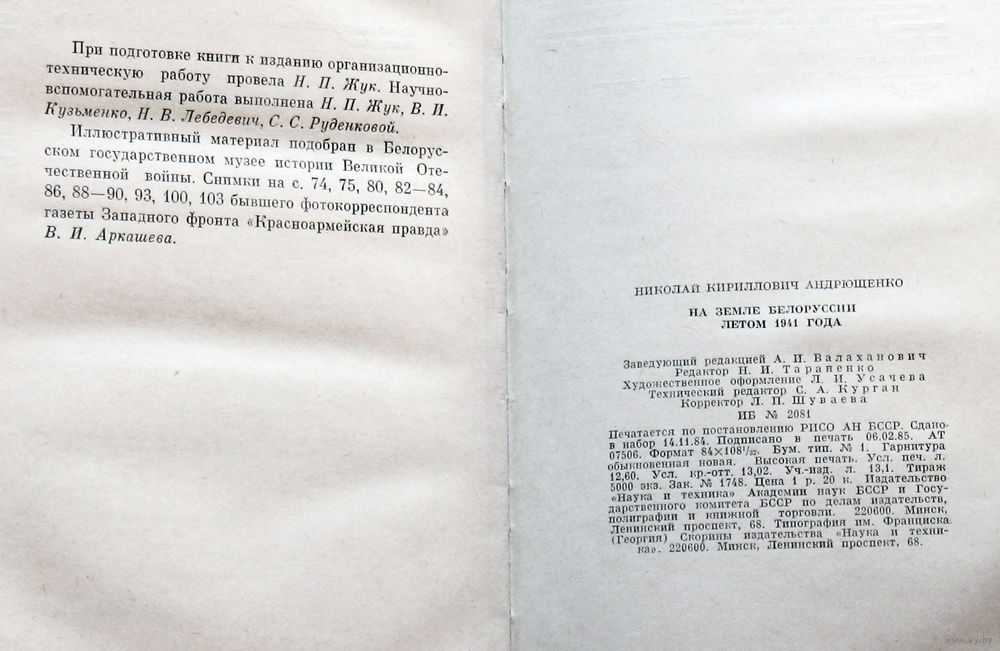 При подготовке книги к изданию организационно-
техническую работу провела Н. П. Жук. Научно-
вспомогательная работа выполнена Н. П. Жук, В. И.
Кузьменко, Н. В. Лебедевич, С. С. Руденковой.
Иллюстративный материал подобран в Белорус-
ском государственном музее истории Великой Оте-
чественной войны. Снимки на с. 74, 75, 80, 82—84,
86, 88—90, 93, 100, 103 бывшего фотокорреспондента
газеты Западного фронта «Красноармейская правда»
В. И. Аркашева.
НИКОЛАЙ КИРИЛЛОВИЧ АНДРЮЩЕНКО
НА ЗЕМЛЕ БЕЛОРУССИИ
ЛЕТОМ 1941 ГОДА
Заведующий редакцией А. И. Валаханович
Редактор Н. И. Тарапенко
Художественное оформление Л. И. Усачева
Технический редактор С. А. Курган
Корректор Л. П. Шуваева
ИБ № 2081
Печатается по постановлению РИСО АН БССР. Сдано
в набор 14.11.84. Подписано в печать 06.02.85. АТ
07506. Формат 84×108¹/₃₂. Бум. тип. № 1. Гарнитура
обыкновенная новая. Высокая печать. Усл. печ. л.
12,60. Усл. кр.-отт. 13,02. Уч.-изд. л. 13,1. Тираж
5000 экз. Зак. № 1748. Цена 1 р. 20 к. Издательство
«Наука и техника» Академии наук БССР и Госу-
дарственного комитета БССР по делам издательств,
полиграфии и книжной торговли. 220600. Минск,
Ленинский проспект, 68. Типография им. Франциска
(Георгия) Скорины издательства «Наука и техни-
ка». 220600. Минск, Ленинский проспект, 68.
www.ay.by